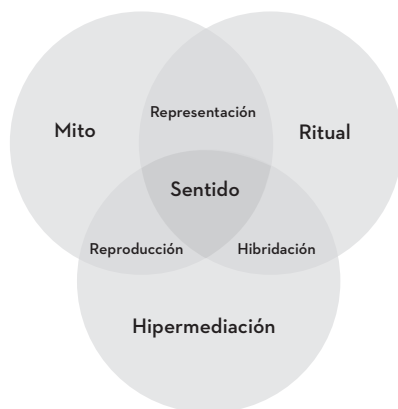 Representación
Mito
Ritual
Sentido
Reproducción
Hibridación
Hipermediación